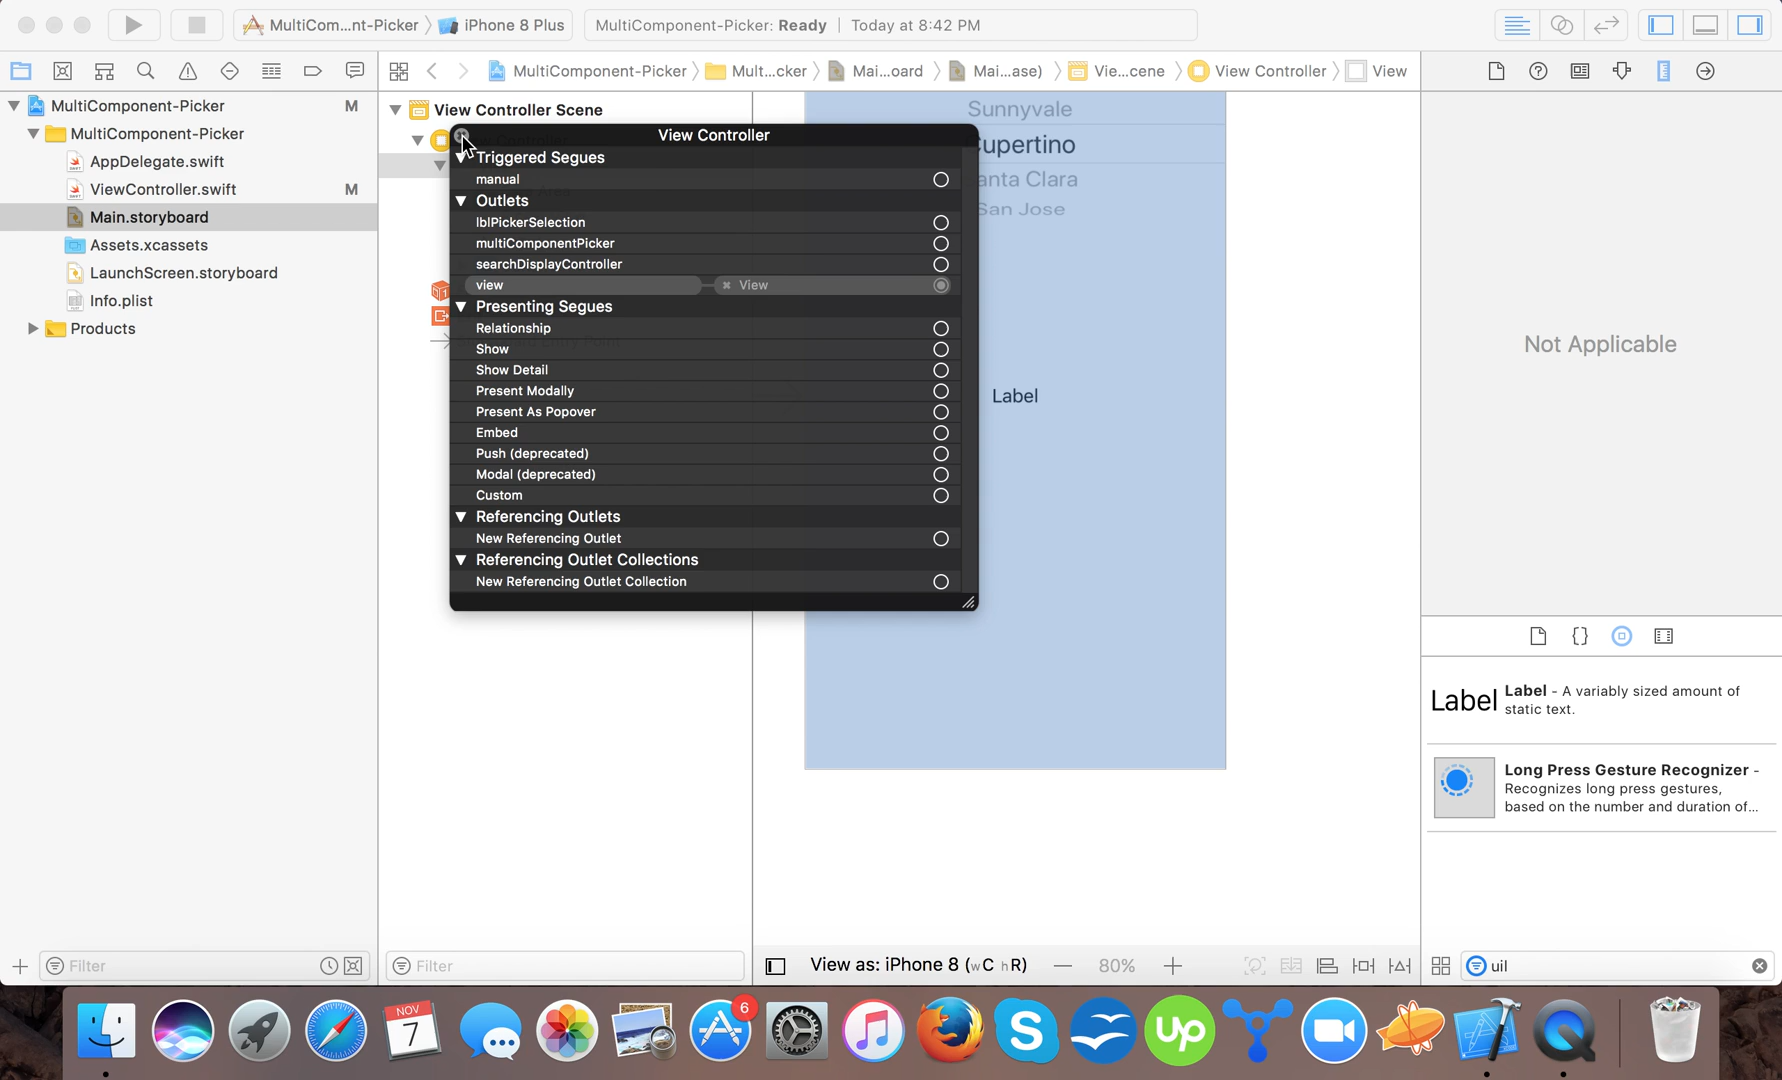 MultiCom...nt-Picker
iPhone 8 Plus
MultiComponent-Picker: Ready
Today at 8:42 PM
MultiComponent-Picker
Mult...cker
Mai...oard
Mai...ase)
Vie...cene
View Controller
View
MultiComponent-Picker
M
MultiComponent-Picker
AppDelegate.swift
ViewController.swift
M
Main.storyboard
Assets.xcassets
LaunchScreen.storyboard
Info.plist
Products
View Controller Scene
View Controller
Triggered Segues
manual
Outlets
lblPickerSelection
multiComponentPicker
searchDisplayController
view
View
Presenting Segues
Relationship
Show
Show Detail
Present Modally
Present As Popover
Embed
Push (deprecated)
Modal (deprecated)
Custom
Referencing Outlets
New Referencing Outlet
Referencing Outlet Collections
New Referencing Outlet Collection
Sunnyvale
upertino
anta Clara
San Jose
Label
Not Applicable
Label
Label - A variably sized amount of
static text.
Long Press Gesture Recognizer -
Recognizes long press gestures,
based on the number and duration of...
Filter
Filter
View as: iPhone 8 (wC hR)
80%
uil
NOV
7
6
S
Up